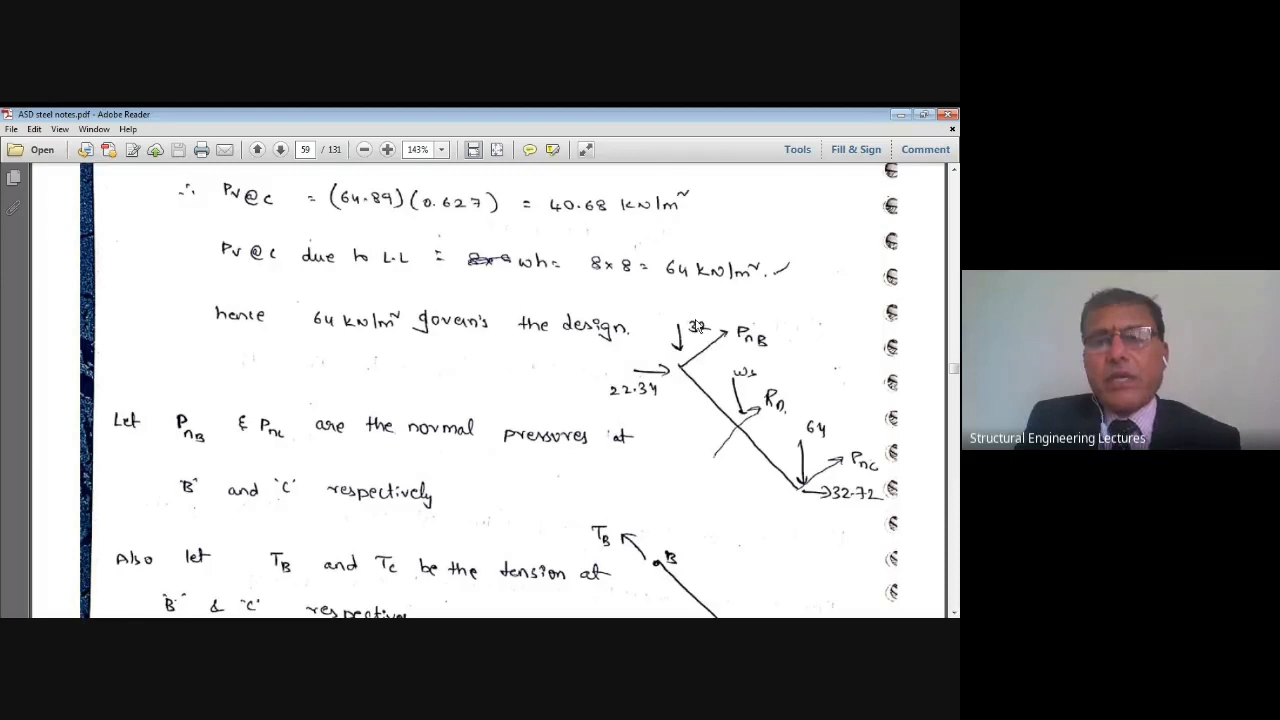 ASD steel notes.pdf - Adobe Reader
File Edit View Window Help
Open 59 / 131 143% Tools Fill & Sign Comment
∴ Pv@c = (64.89)(0.627) = 40.68 KN/m²
Pv@c due to L.L = wh = 8×8 = 64 KN/m².
hence 64 KN/m² govern's the design.
32 PnB
22.34
Rn.
64
PnC
32.72
Let PnB & PnC are the normal pressures at
'B' and 'C' respectively
TB B
Also let TB and TC be the tension at
'B' & 'C'
Structural Engineering Lectures